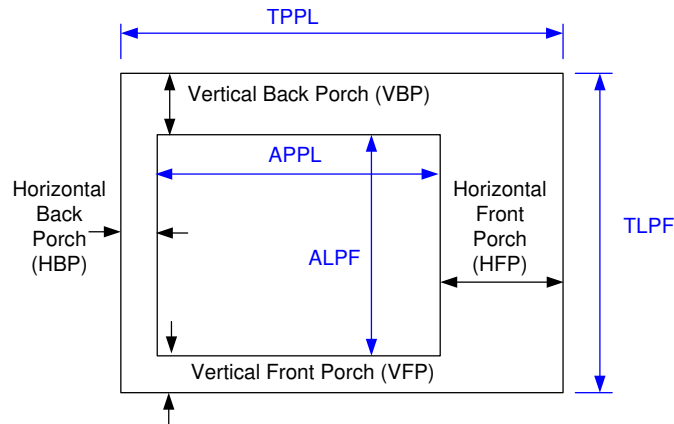 TPPL
Vertical Back Porch (VBP)
APPL
Horizontal
Back
Porch
(HBP)
Horizontal
Front
Porch
(HFP)
TLPF
ALPF
Vertical Front Porch (VFP)